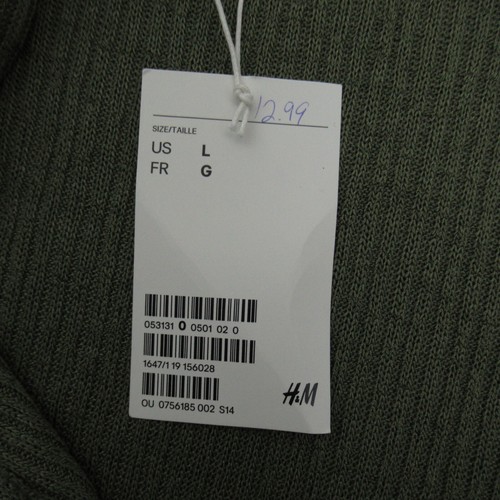 12.99
SIZE/TAILLE
US L
FR G
053131 0 0501 02 0
1647/1 19 156028
OU 0756185 002 S14
H&M